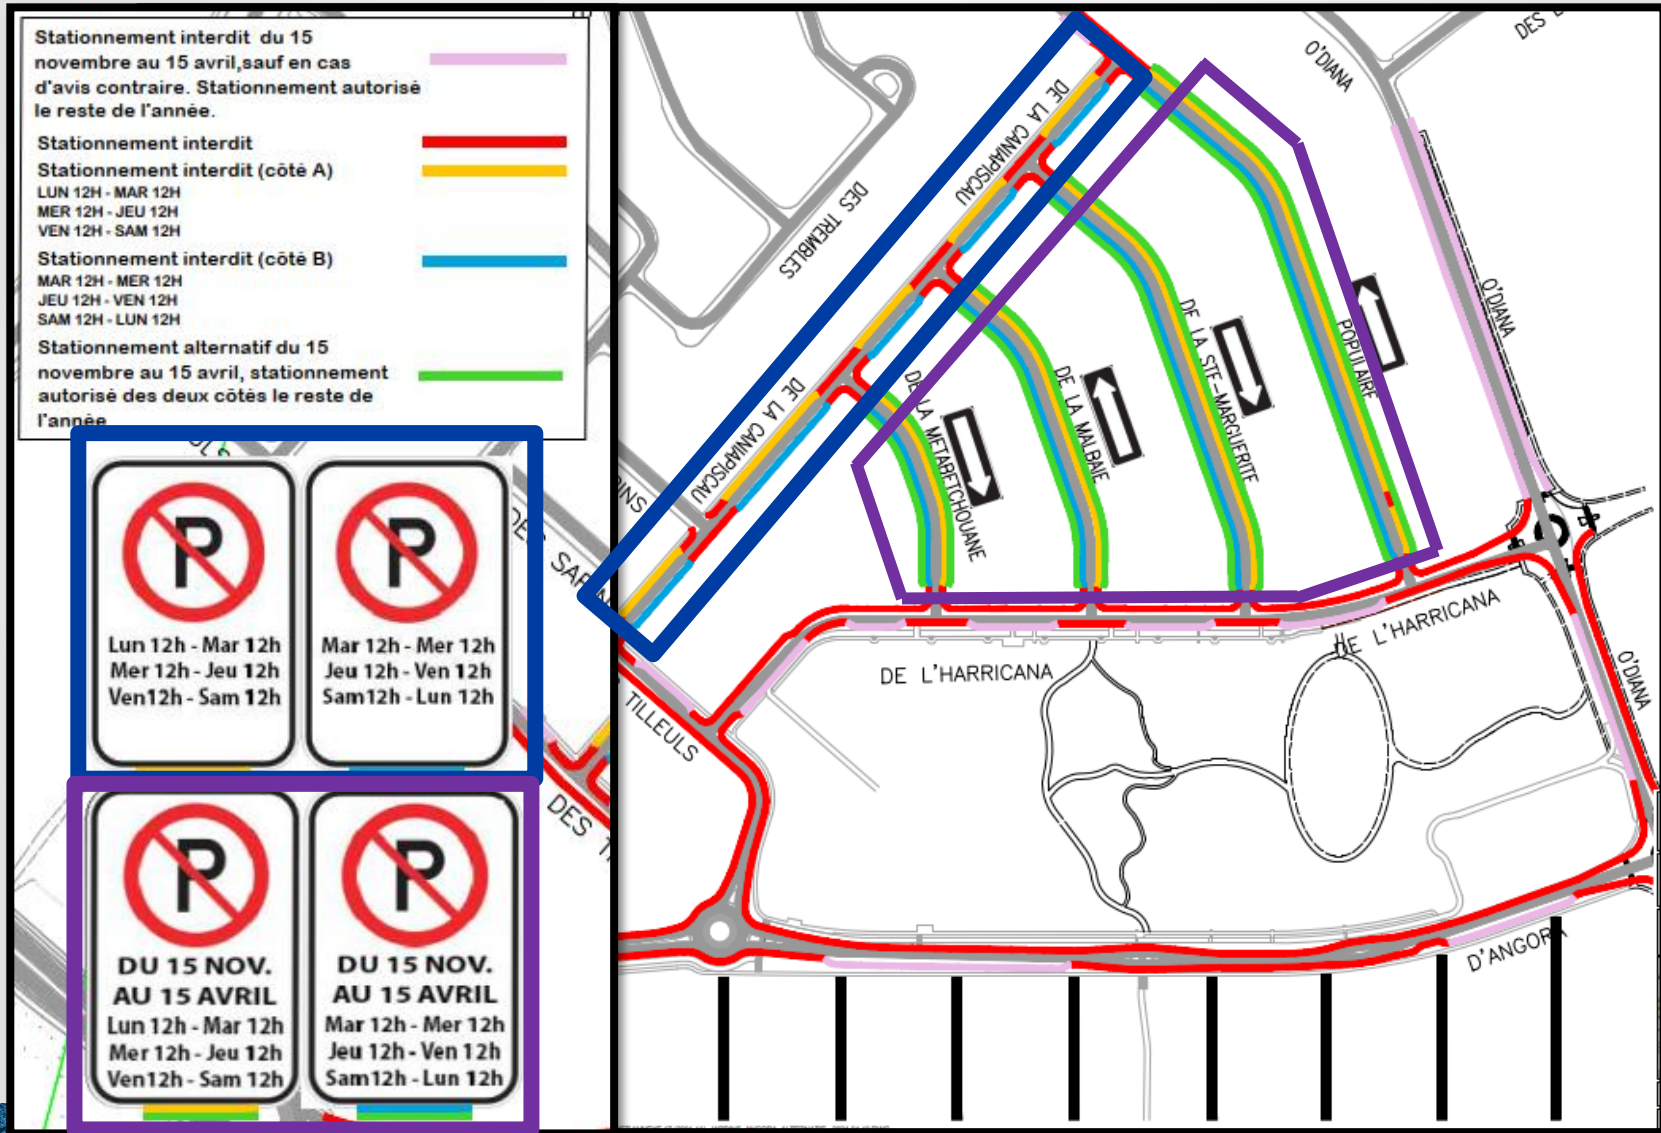 Stationnement interdit du 15
novembre au 15 avril,sauf en cas
d'avis contraire. Stationnement autorisé
le reste de l'année.
Stationnement interdit
Stationnement interdit (côté A)
LUN 12H - MAR 12H
MER 12H - JEU 12H
VEN 12H - SAM 12H
Stationnement interdit (côté B)
MAR 12H - MER 12H
JEU 12H - VEN 12H
SAM 12H - LUN 12H
Stationnement alternatif du 15
novembre au 15 avril, stationnement
autorisé des deux côtés le reste de
l'année
P
Lun 12h - Mar 12h
Mer 12h - Jeu 12h
Ven12h - Sam 12h
P
Mar 12h - Mer 12h
Jeu 12h - Ven 12h
Sam12h - Lun 12h
P
DU 15 NOV.
AU 15 AVRIL
Lun 12h - Mar 12h
Mer 12h - Jeu 12h
Ven12h - Sam 12h
P
DU 15 NOV.
AU 15 AVRIL
Mar 12h - Mer 12h
Jeu 12h - Ven 12h
Sam12h - Lun 12h
DES
DE LA CANIAPISCAU
DES TREMBLES
DE LA CANIAPISCAU
DE LA METABETCHOUANE
DE LA MALBAIE
DE LA STE-MARGUERITE
POPULAIRE
O'DIANA
DES
O'DIANA
DE L'HARRICANA
DE L'HARRICANA
O'DIANA
TILLEULS
D'ANGORA